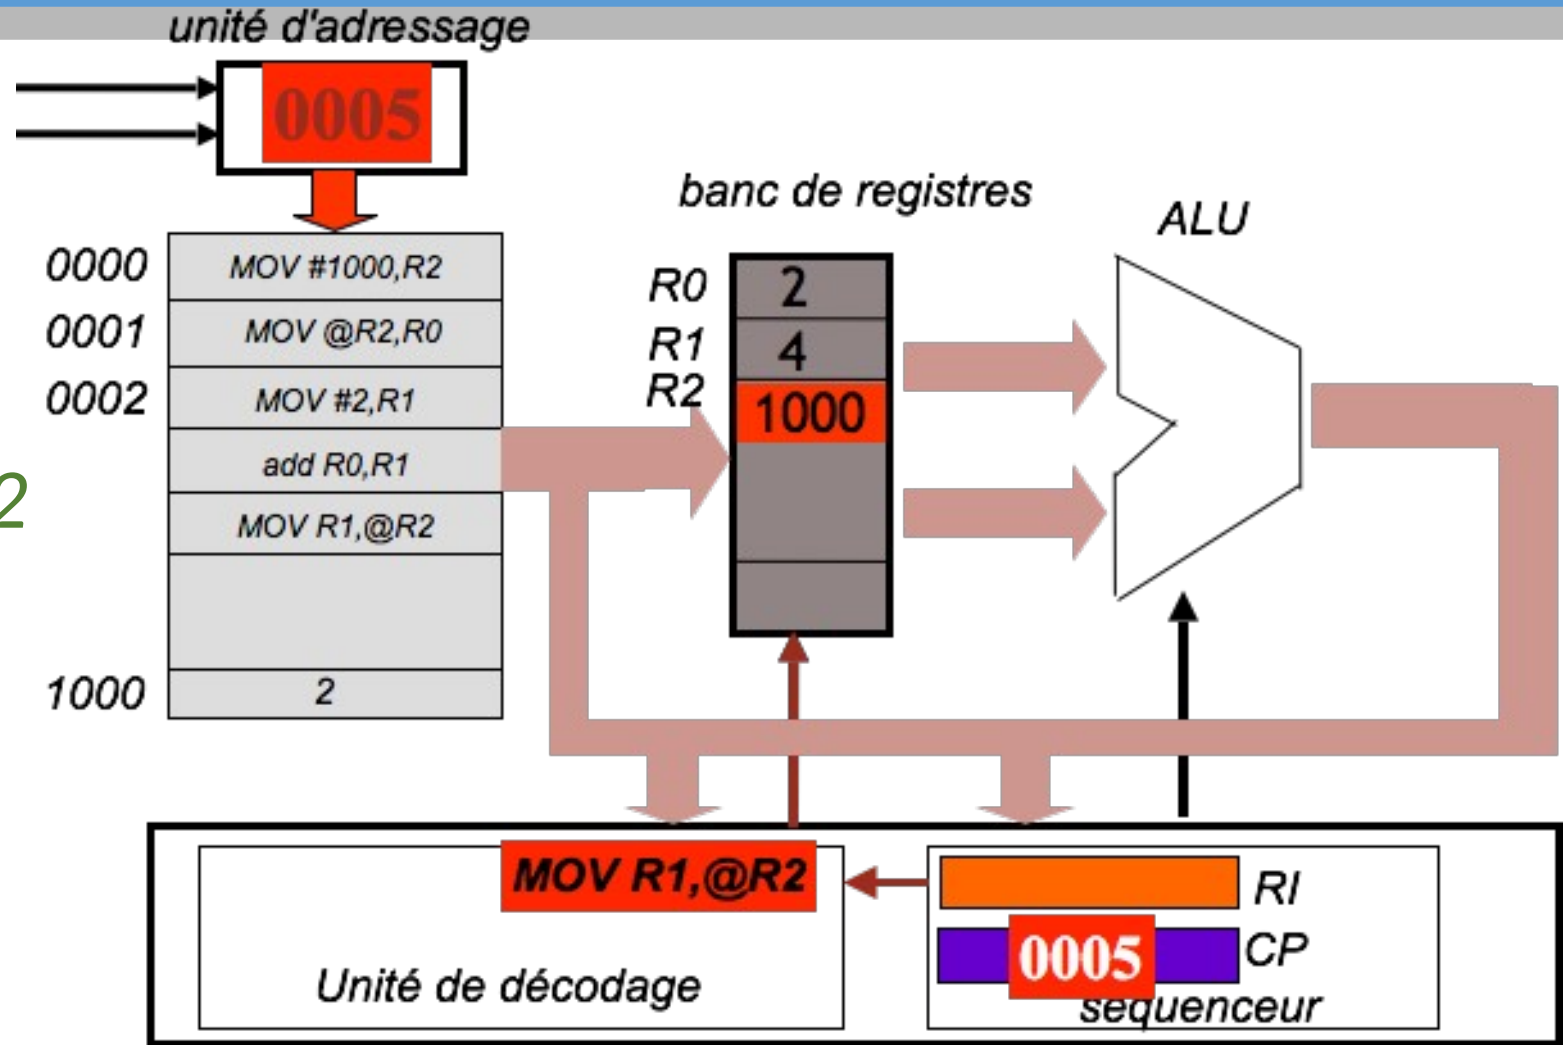 unité d'adressage
0005
banc de registres
ALU
0000 MOV #1000,R2
0001 MOV @R2,R0
0002 MOV #2,R1
add R0,R1
MOV R1,@R2
1000 2
R0 2
R1 4
R2 1000
2
MOV R1,@R2
RI
0005 CP
Unité de décodage
sequenceur